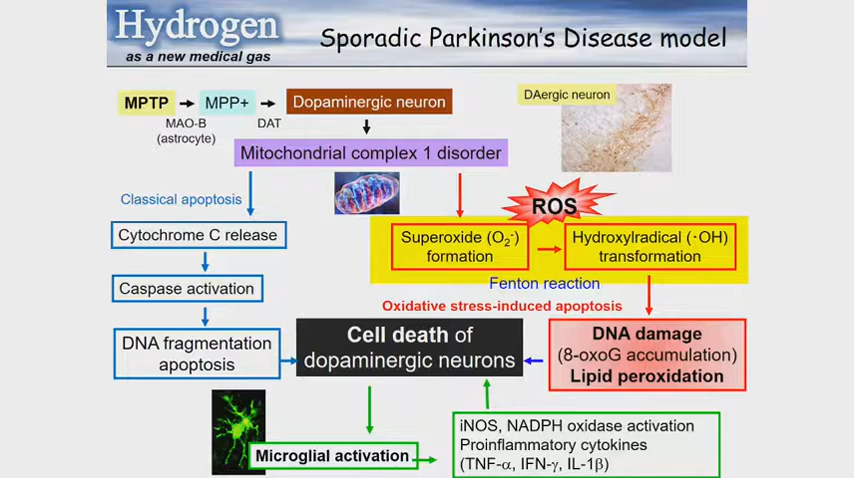 Hydrogen
as a new medical gas
Sporadic Parkinson's Disease model
MPTP
MPP+
Dopaminergic neuron
MAO-B
(astrocyte)
DAT
DAergic neuron
Mitochondrial complex 1 disorder
Classical apoptosis
ROS
Cytochrome C release
Superoxide (O₂⁻)
formation
Hydroxylradical (·OH)
transformation
Fenton reaction
Caspase activation
Oxidative stress-induced apoptosis
DNA fragmentation
apoptosis
Cell death of
dopaminergic neurons
DNA damage
(8-oxoG accumulation)
Lipid peroxidation
Microglial activation
iNOS, NADPH oxidase activation
Proinflammatory cytokines
(TNF-α, IFN-γ, IL-1β)